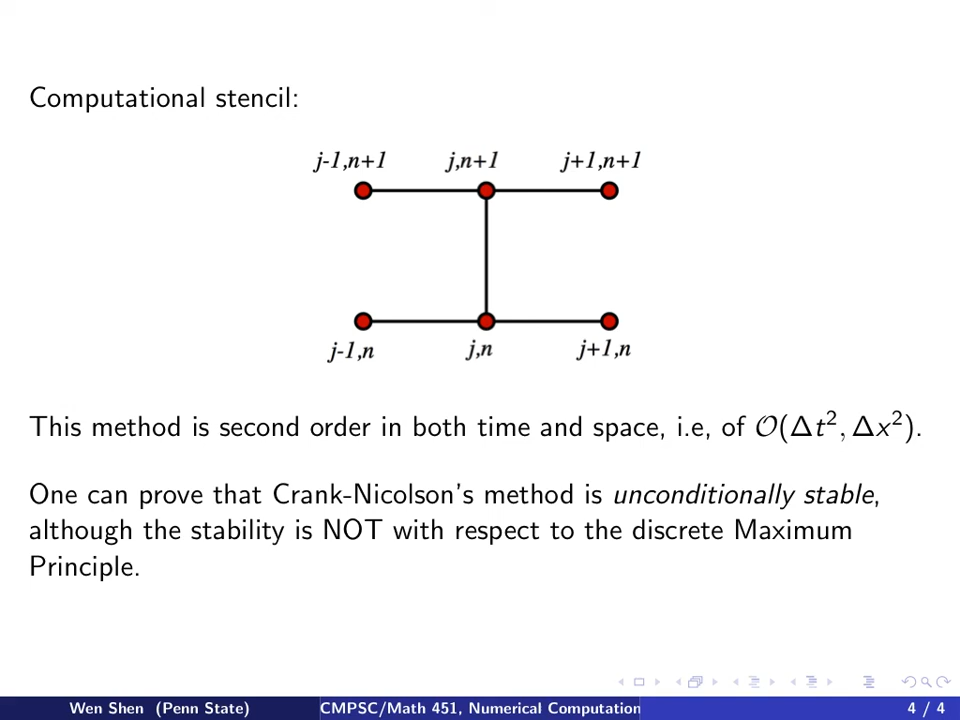 Computational stencil:
j-1,n+1 j,n+1 j+1,n+1
j-1,n j,n j+1,n
This method is second order in both time and space, i.e, of O(Δt², Δx²).
One can prove that Crank-Nicolson's method is unconditionally stable,
although the stability is NOT with respect to the discrete Maximum
Principle.
Wen Shen (Penn State) CMPSC/Math 451, Numerical Computation 4 / 4